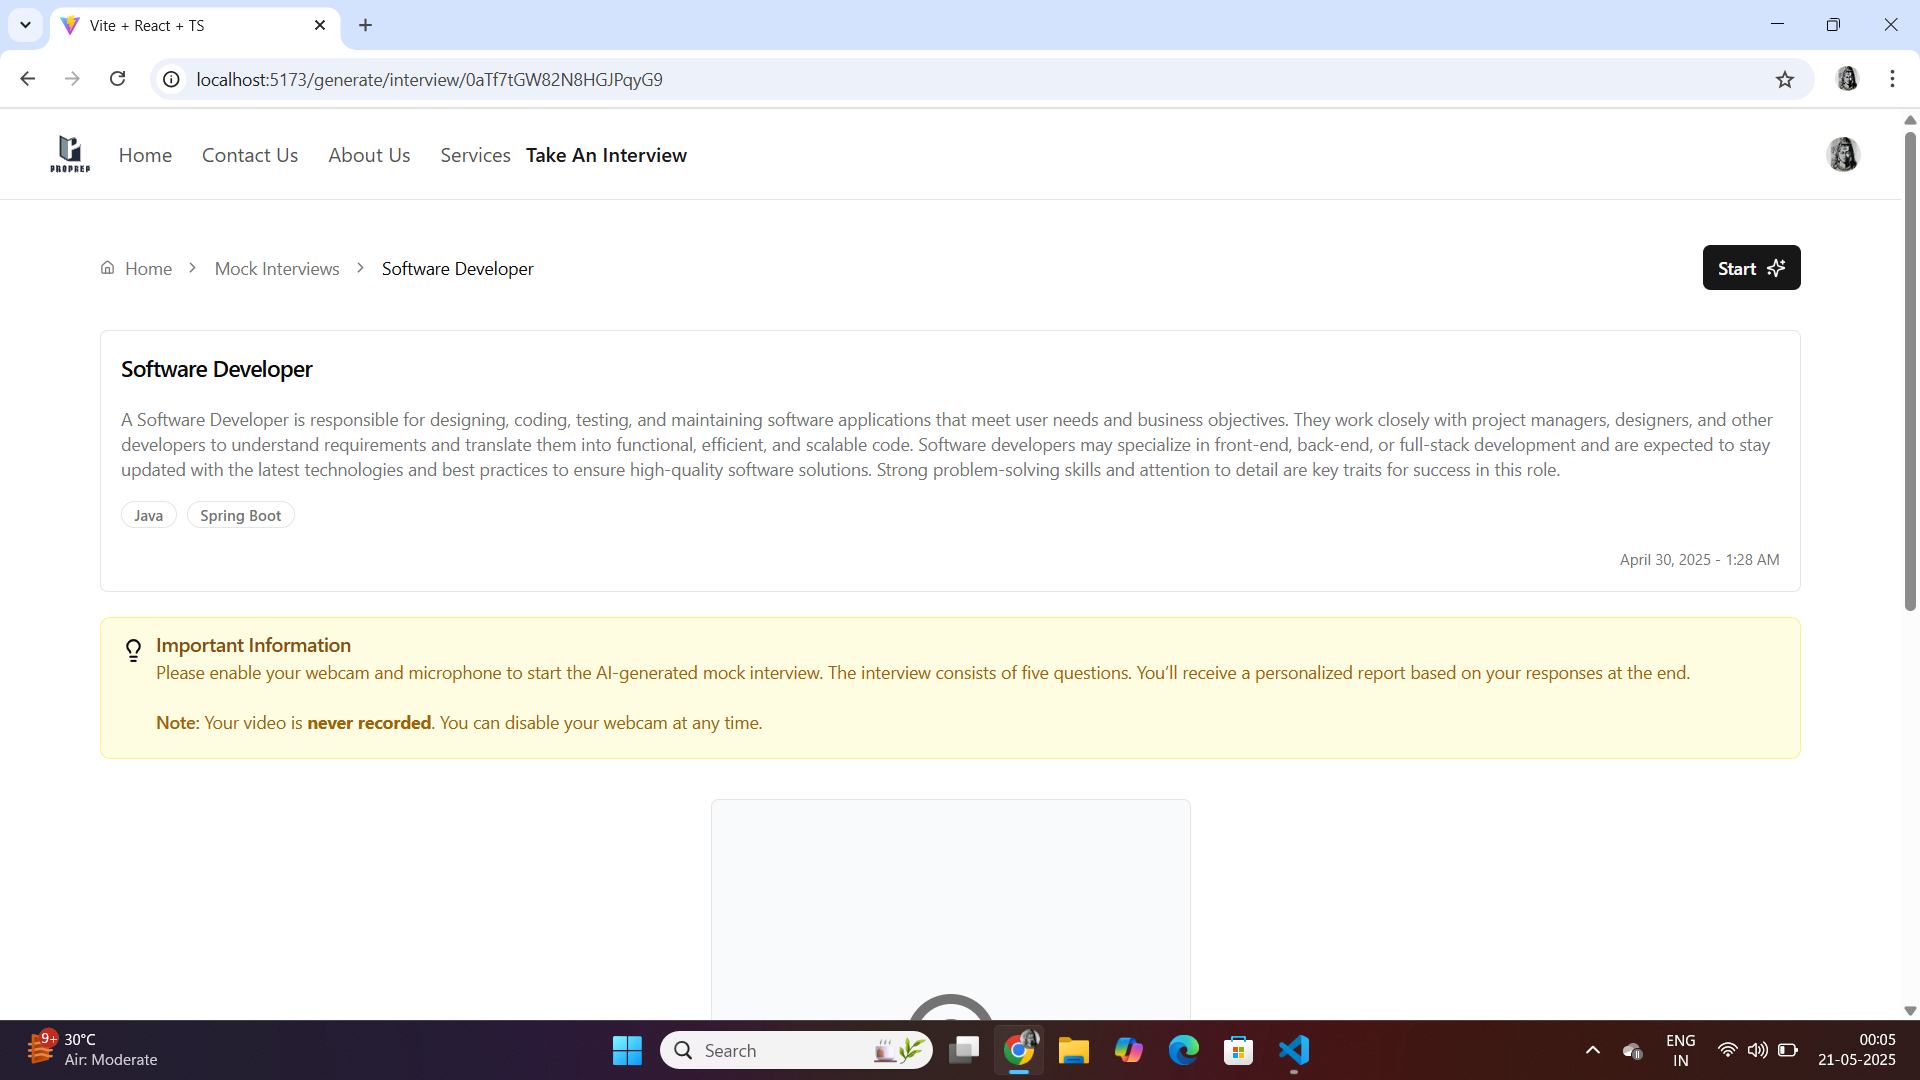 Vite + React + TS
localhost:5173/generate/interview/0aTf7tGW82N8HGJPqyG9
PROPREP
Home Contact Us About Us Services Take An Interview
Home > Mock Interviews > Software Developer
Start
Software Developer
A Software Developer is responsible for designing, coding, testing, and maintaining software applications that meet user needs and business objectives. They work closely with project managers, designers, and other
developers to understand requirements and translate them into functional, efficient, and scalable code. Software developers may specialize in front-end, back-end, or full-stack development and are expected to stay
updated with the latest technologies and best practices to ensure high-quality software solutions. Strong problem-solving skills and attention to detail are key traits for success in this role.
Java Spring Boot
April 30, 2025 - 1:28 AM
Important Information
Please enable your webcam and microphone to start the AI-generated mock interview. The interview consists of five questions. You’ll receive a personalized report based on your responses at the end.
Note: Your video is never recorded. You can disable your webcam at any time.
9+
30°C
Air: Moderate
Search
ENG
IN
00:05
21-05-2025